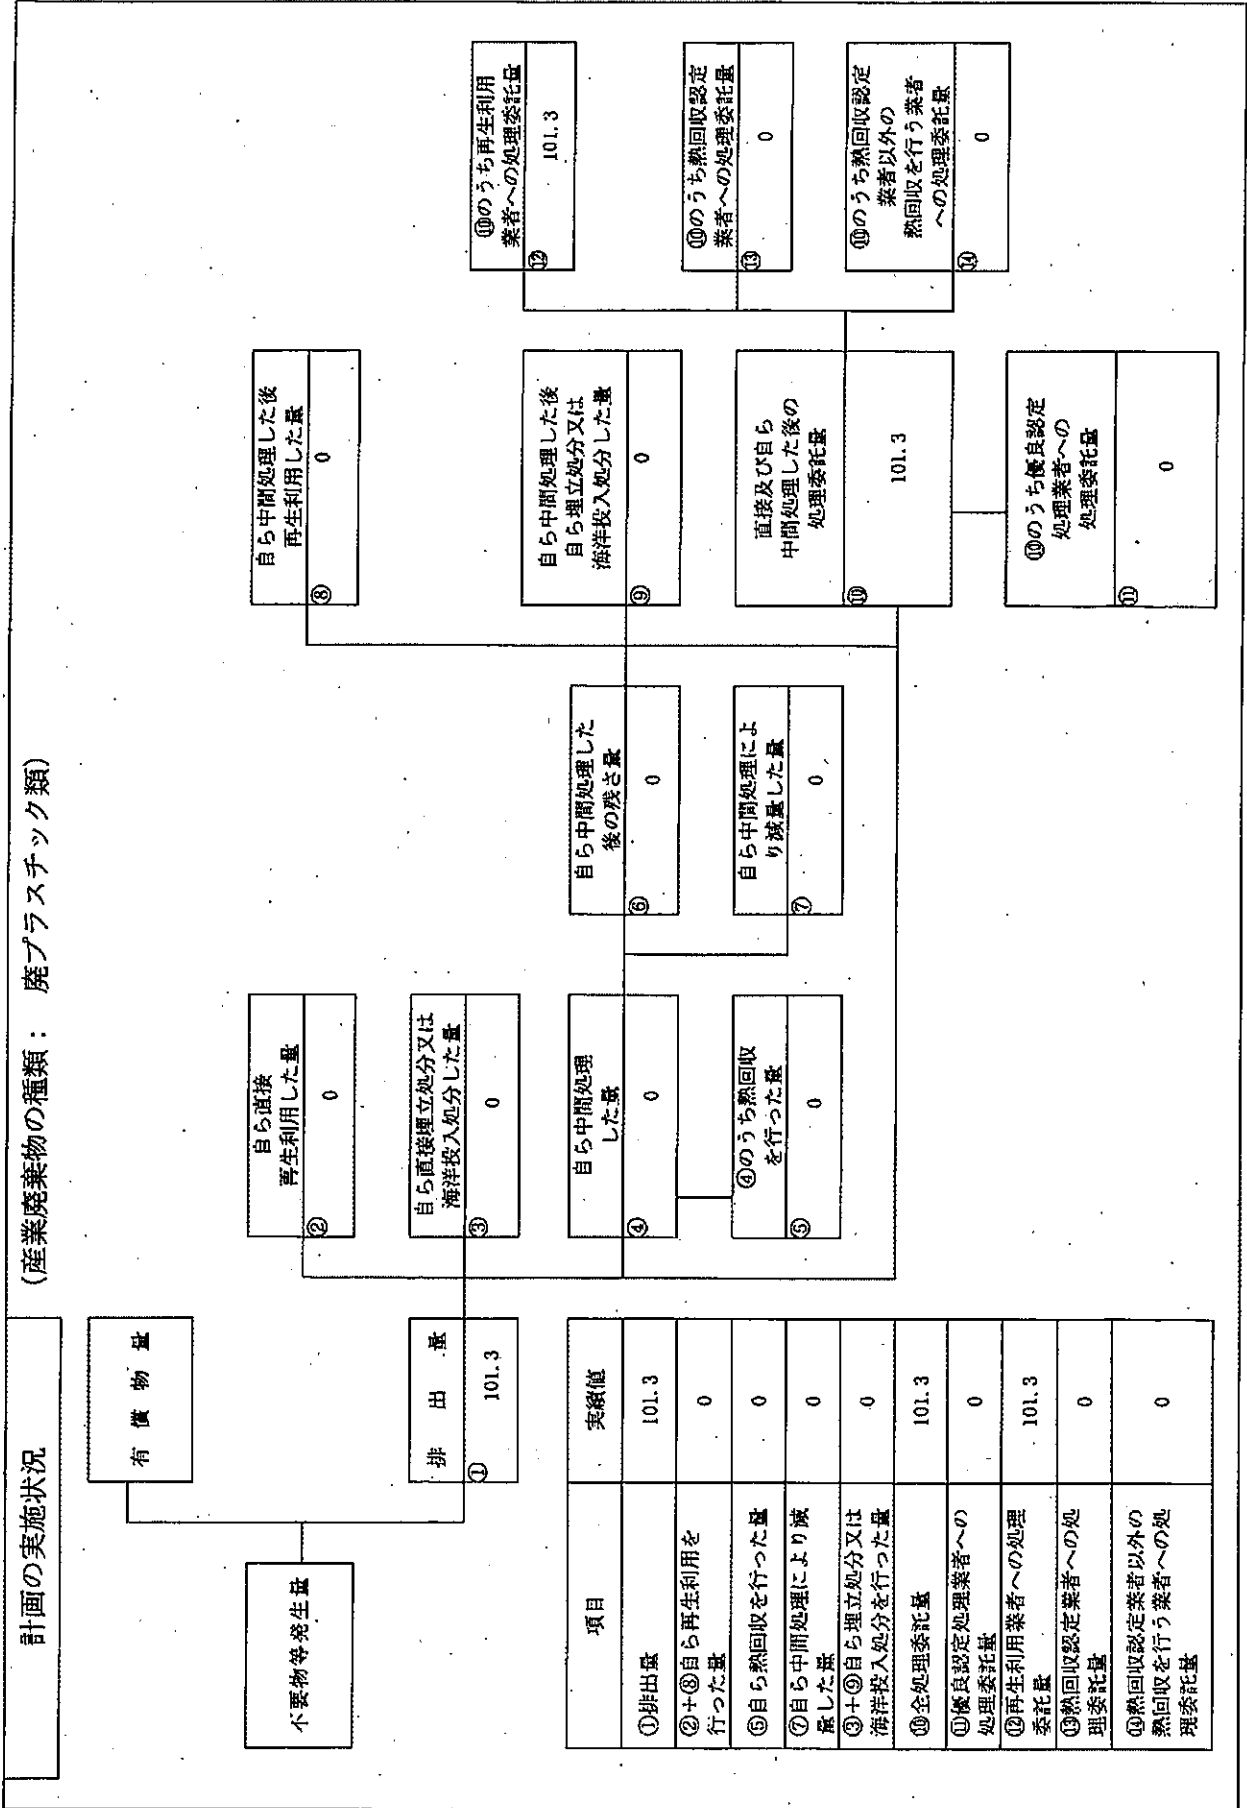 計画の実施状況
(産業廃棄物の種類： 廃プラスチック類)
不要物等発生量
有償物量
排出量
①
101.3
自ら直接
再生利用した量
②
0
自ら直接埋立処分又は
海洋投入処分した量
③
0
自ら中間処理
した量
④
0
④のうち熱回収
を行った量
⑤
0
自ら中間処理した
後の残さ量
⑥
0
自ら中間処理によ
り減量した量
⑦
0
自ら中間処理した後
再生利用した量
⑧
0
自ら中間処理した後
自ら埋立処分又は
海洋投入処分した量
⑨
0
直接及び自ら
中間処理した後の
処理委託量
⑩
101.3
⑩のうち優良認定
処理業者への
処理委託量
⑪
0
⑩のうち再生利用
業者への処理委託量
⑫
101.3
⑩のうち熱回収認定
業者への処理委託量
⑬
0
⑩のうち熱回収認定
業者以外の
熱回収を行う業者
への処理委託量
⑭
0
項目 実績値
①排出量 101.3
②+⑧自ら再生利用を
行った量 0
⑤自ら熱回収を行った量 0
⑦自ら中間処理により減
量した量 0
③+⑨自ら埋立処分又は
海洋投入処分を行った量 0
⑩全処理委託量 101.3
⑪優良認定処理業者への
処理委託量 0
⑫再生利用業者への処理
委託量 101.3
⑬熱回収認定業者への処
理委託量 0
⑭熱回収認定業者以外の
熱回収を行う業者への処
理委託量 0